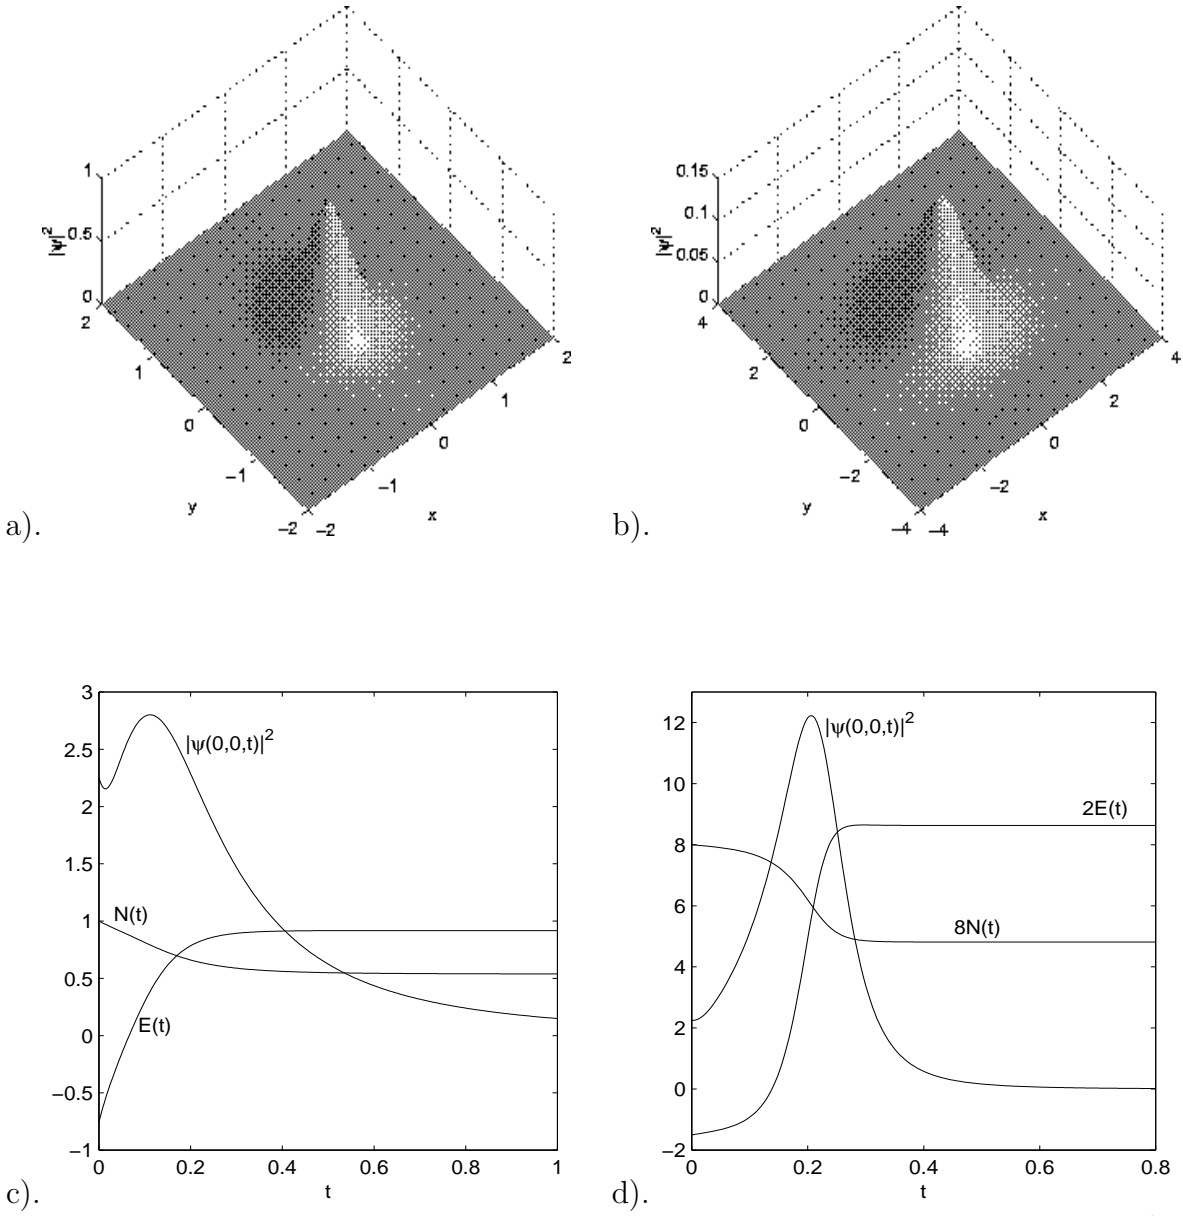 1
0.5
0
|ψ|²
2
1
0
−1
−2
y
−2
−1
0
1
2
x
a).
0.15
0.1
0.05
0
|ψ|²
4
2
0
−2
−4
y
−4
−2
0
2
4
x
b).
3
2.5
2
1.5
1
0.5
0
−0.5
−1
|ψ(0,0,t)|²
N(t)
E(t)
0 0.2 0.4 0.6 0.8 1
t
c).
12
10
8
6
4
2
0
−2
|ψ(0,0,t)|²
2E(t)
8N(t)
0 0.2 0.4 0.6 0.8
t
d).